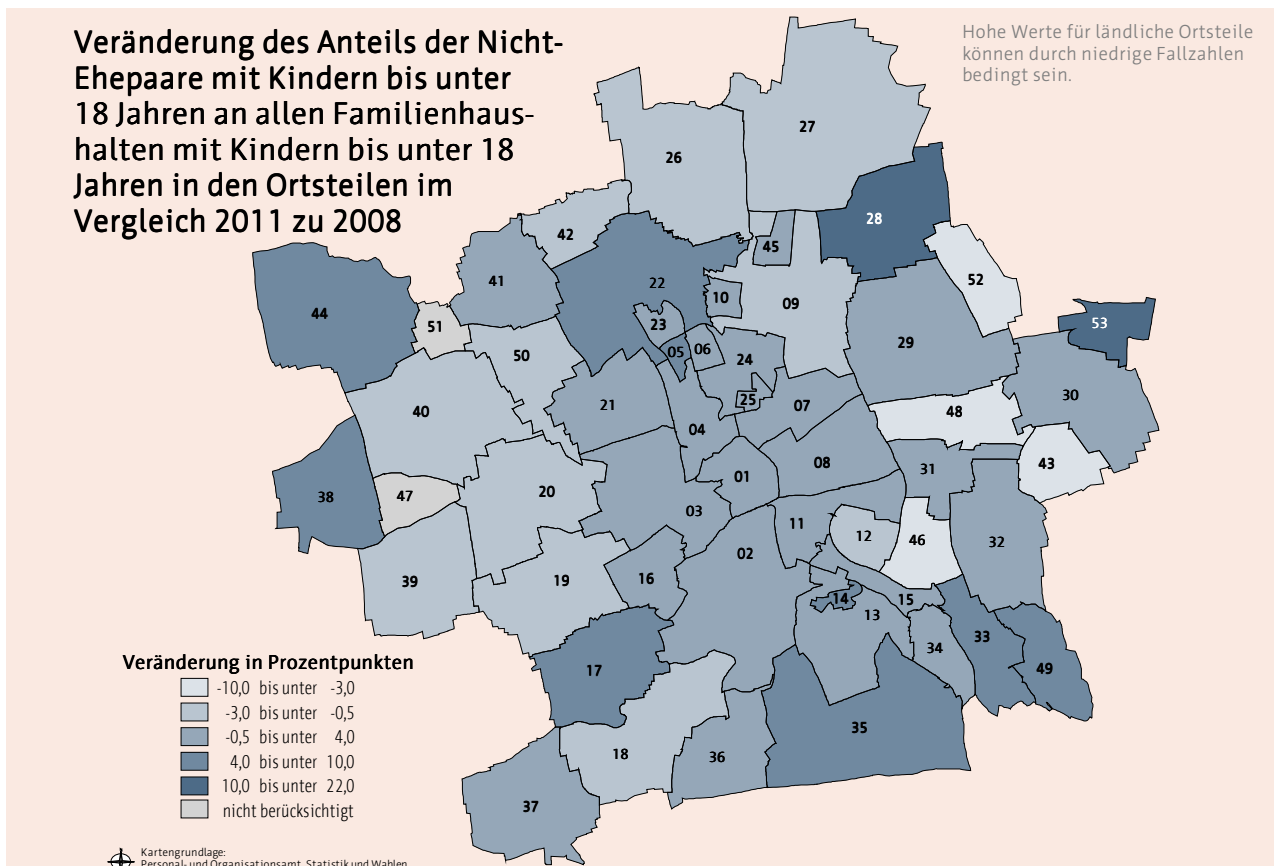 Veränderung des Anteils der Nicht-
Ehepaare mit Kindern bis unter
18 Jahren an allen Familienhaus-
halten mit Kindern bis unter 18
Jahren in den Ortsteilen im
Vergleich 2011 zu 2008
Hohe Werte für ländliche Ortsteile
können durch niedrige Fallzahlen
bedingt sein.
27
26
28
42
45
41
52
22
10
09
44
53
51
23
29
05
06
24
50
30
25
21
07
40
48
04
08
43
31
01
20
38
47
03
11
12
46
32
02
16
39
19
14
15
13
33
34
49
17
35
18
36
37
Veränderung in Prozentpunkten
-10,0 bis unter -3,0
-3,0 bis unter -0,5
-0,5 bis unter 4,0
4,0 bis unter 10,0
10,0 bis unter 22,0
nicht berücksichtigt
Kartengrundlage:
Personal- und Organisationsamt, Statistik und Wahlen